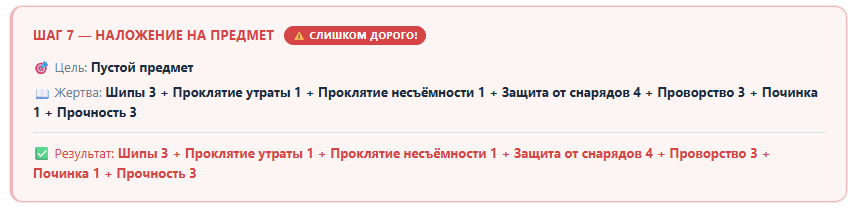 ШАГ 7 — НАЛОЖЕНИЕ НА ПРЕДМЕТ ⚠️ СЛИШКОМ ДОРОГО!
🎯 Цель: Пустой предмет
📖 Жертва: Шипы 3 + Проклятие утраты 1 + Проклятие несъёмности 1 + Защита от снарядов 4 + Проворство 3 + Починка
1 + Прочность 3
✅ Результат: Шипы 3 + Проклятие утраты 1 + Проклятие несъёмности 1 + Защита от снарядов 4 + Проворство 3 +
Починка 1 + Прочность 3